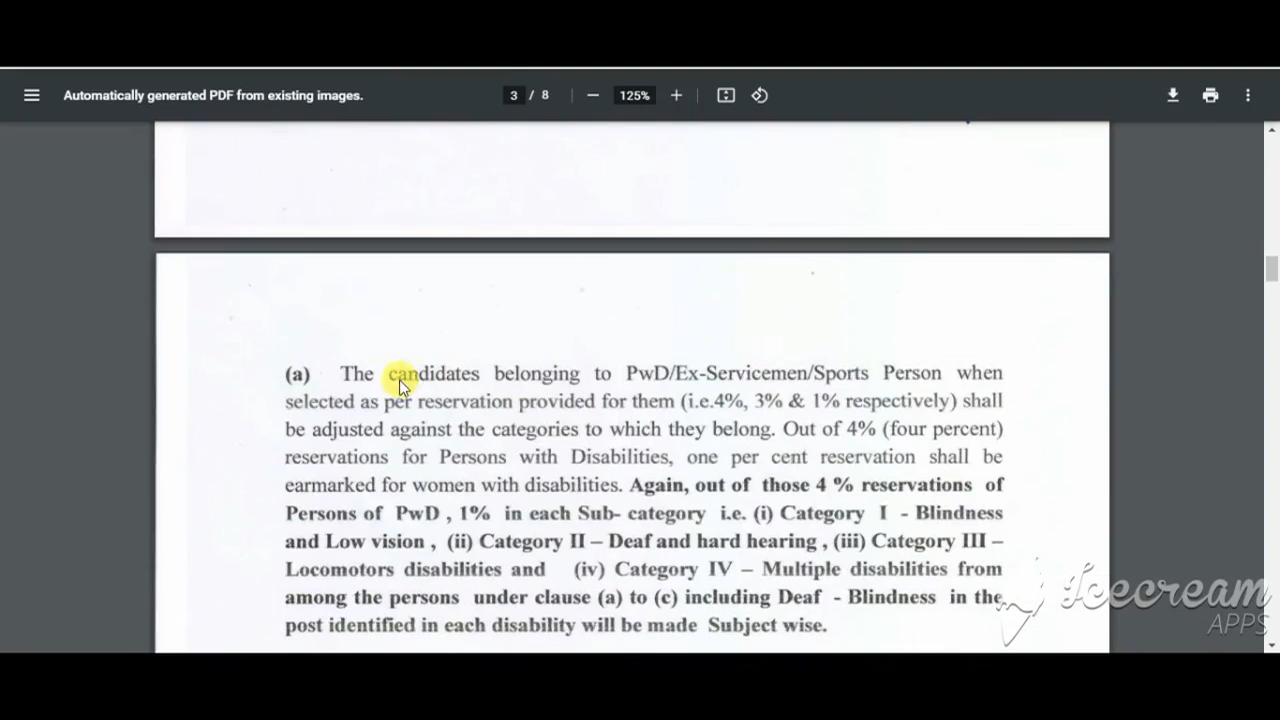 Automatically generated PDF from existing images.
3 / 8
125%
(a) The candidates belonging to PwD/Ex-Servicemen/Sports Person when
selected as per reservation provided for them (i.e.4%, 3% & 1% respectively) shall
be adjusted against the categories to which they belong. Out of 4% (four percent)
reservations for Persons with Disabilities, one per cent reservation shall be
earmarked for women with disabilities. Again, out of those 4 % reservations of
Persons of PwD , 1% in each Sub- category i.e. (i) Category I - Blindness
and Low vision , (ii) Category II – Deaf and hard hearing , (iii) Category III –
Locomotors disabilities and (iv) Category IV – Multiple disabilities from
among the persons under clause (a) to (c) including Deaf - Blindness in the
post identified in each disability will be made Subject wise.
Icecream
APPS